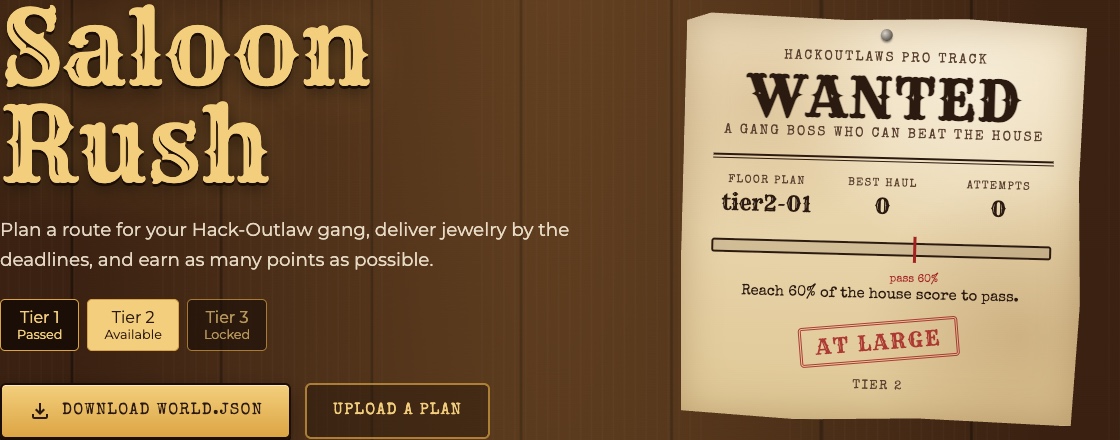 Saloon
Rush
Plan a route for your Hack-Outlaw gang, deliver jewelry by the
deadlines, and earn as many points as possible.
Tier 1
Passed
Tier 2
Available
Tier 3
Locked
DOWNLOAD WORLD.JSON
UPLOAD A PLAN
HACKOUTLAWS PRO TRACK
WANTED
A GANG BOSS WHO CAN BEAT THE HOUSE
FLOOR PLAN
tier2-01
BEST HAUL
0
ATTEMPTS
0
pass 60%
Reach 60% of the house score to pass.
AT LARGE
TIER 2